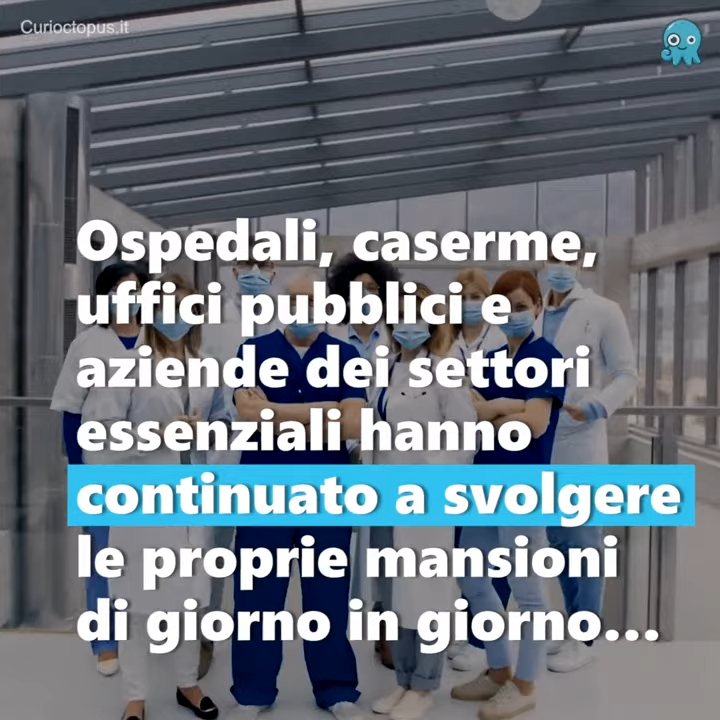 Curioctopus.it
Ospedali, caserme,
uffici pubblici e
aziende dei settori
essenziali hanno
continuato a svolgere
le proprie mansioni
di giorno in giorno...